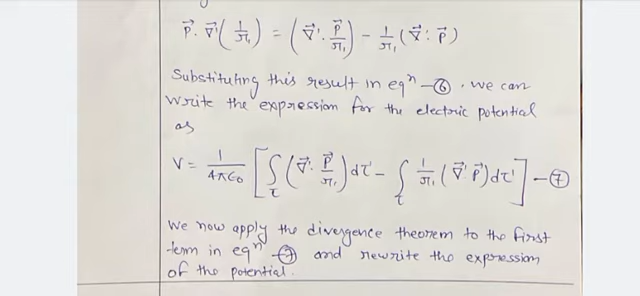 P⃗. ∇⃗'(1/r₁) = (∇⃗'. P⃗/r₁) - 1/r₁ (∇⃗'. P⃗)
Substituting this result in eqⁿ - ⑥. we can
write the expression for the electric potential
as
V = 1/4πε₀ [∫τ (∇⃗'. P⃗/r₁) dτ' - ∫τ 1/r₁ (∇⃗'. P⃗) dτ'] - ⑦
We now apply the divergence theorem to the first
term in eqⁿ - ⑦ and rewrite the expression
of the potential.